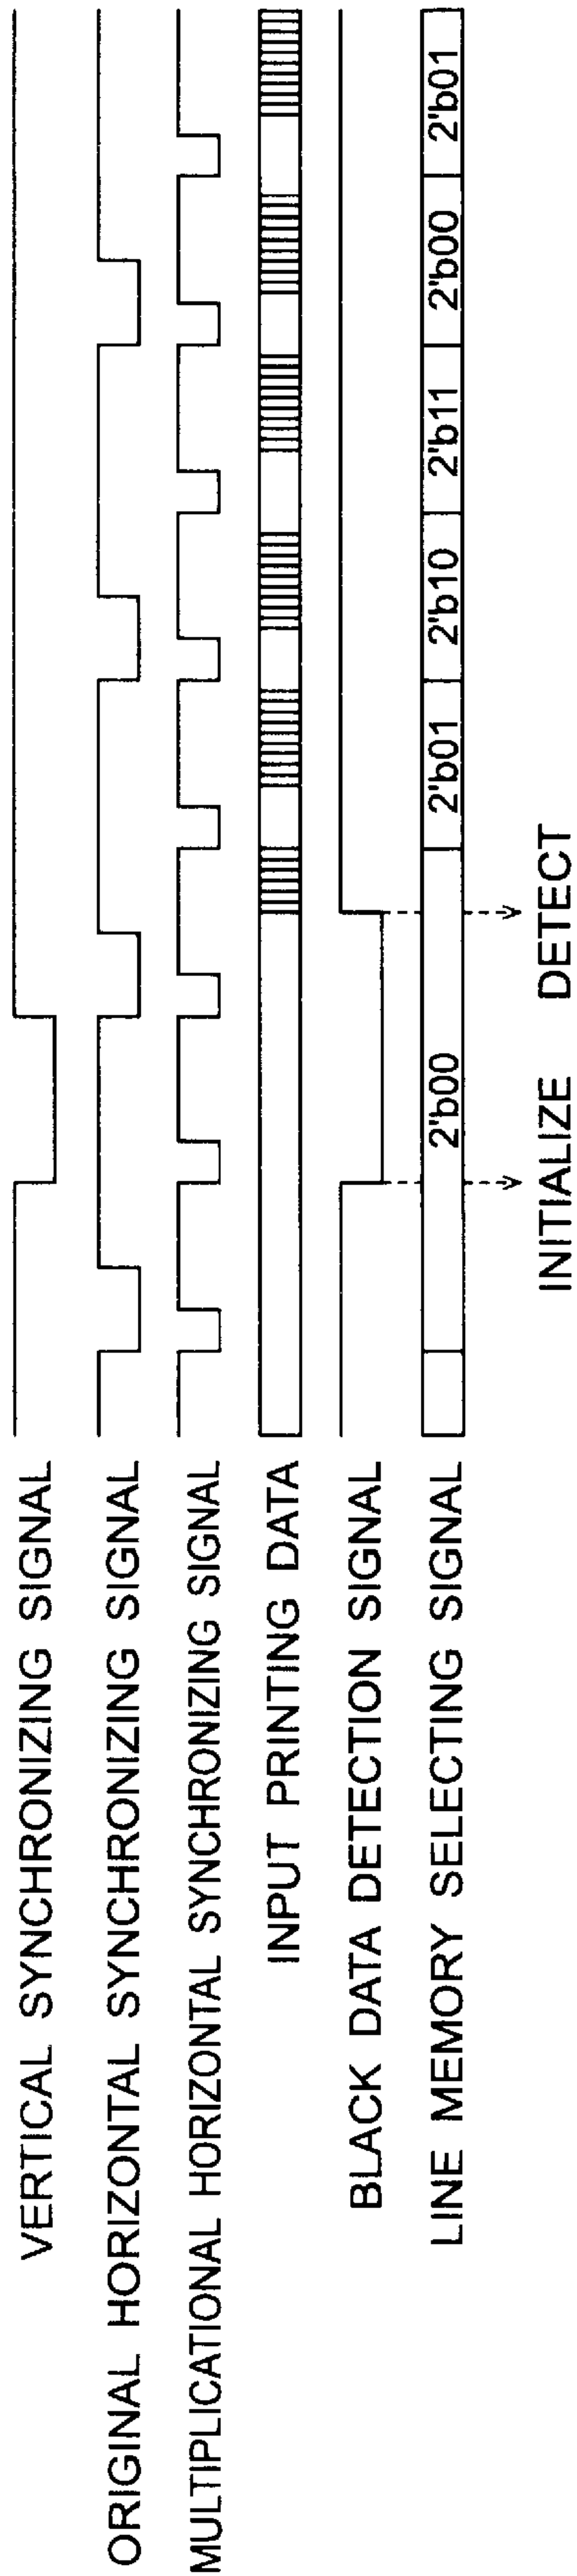 VERTICAL SYNCHRONIZING SIGNAL
ORIGINAL HORIZONTAL SYNCHRONIZING SIGNAL
MULTIPLICATIONAL HORIZONTAL SYNCHRONIZING SIGNAL
INPUT PRINTING DATA
BLACK DATA DETECTION SIGNAL
LINE MEMORY SELECTING SIGNAL
2'b00 2'b01 2'b10 2'b11 2'b00 2'b01
INITIALIZE DETECT